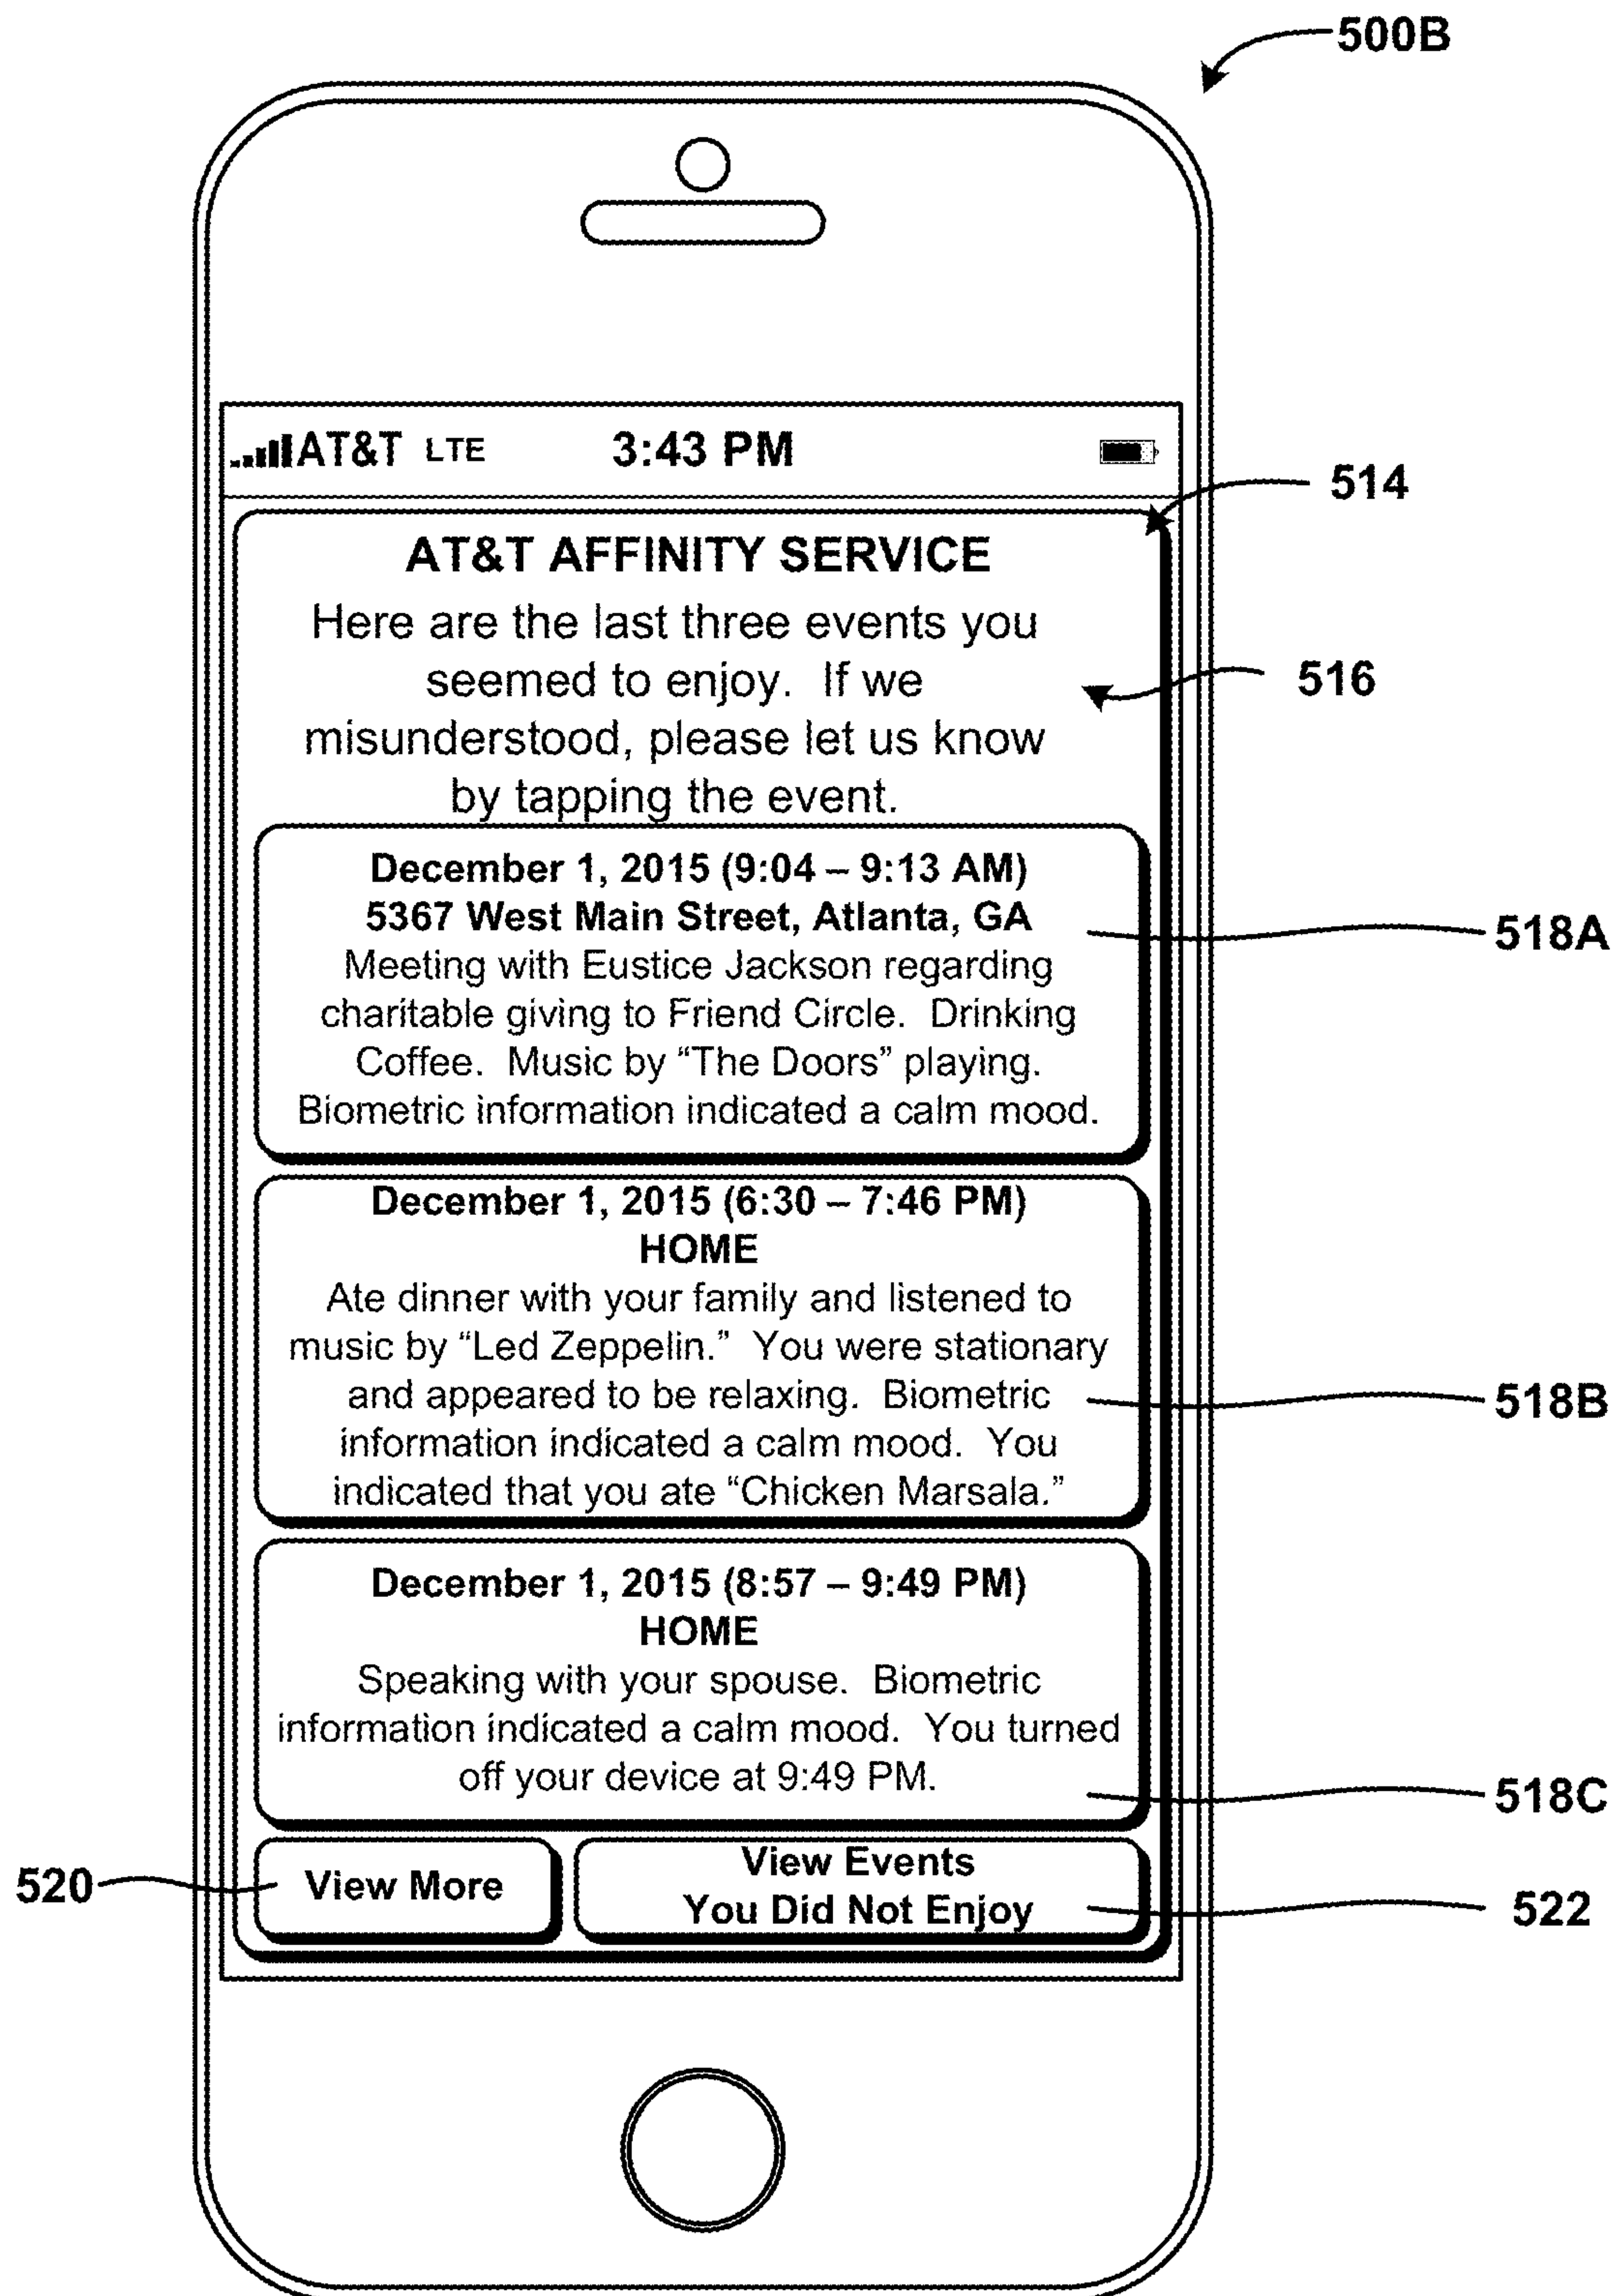 500B
AT&T LTE 3:43 PM
514
AT&T AFFINITY SERVICE
Here are the last three events you
seemed to enjoy. If we
516
misunderstood, please let us know
by tapping the event.
December 1, 2015 (9:04 – 9:13 AM)
5367 West Main Street, Atlanta, GA
518A
Meeting with Eustice Jackson regarding
charitable giving to Friend Circle. Drinking
Coffee. Music by “The Doors” playing.
Biometric information indicated a calm mood.
December 1, 2015 (6:30 – 7:46 PM)
HOME
Ate dinner with your family and listened to
music by “Led Zeppelin.” You were stationary
and appeared to be relaxing. Biometric
518B
information indicated a calm mood. You
indicated that you ate “Chicken Marsala.”
December 1, 2015 (8:57 – 9:49 PM)
HOME
Speaking with your spouse. Biometric
information indicated a calm mood. You turned
off your device at 9:49 PM.
518C
520
View More
View Events
You Did Not Enjoy
522